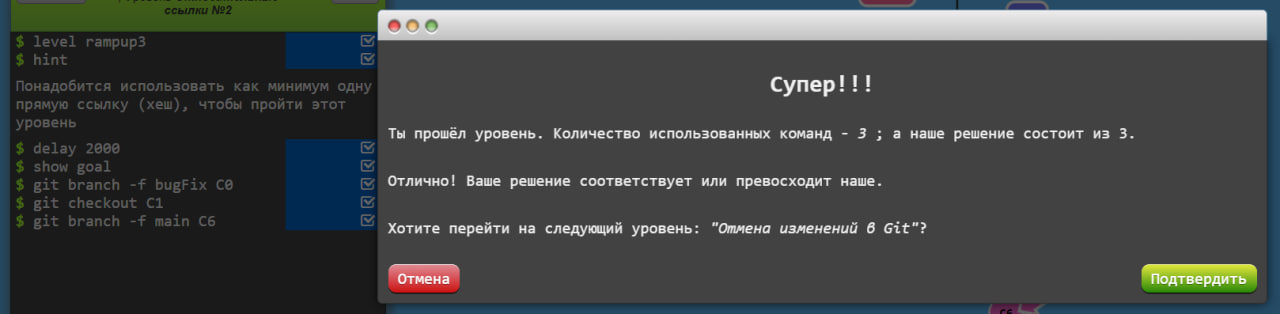 ссылки №2
$ level rampup3
$ hint
Понадобится использовать как минимум одну
прямую ссылку (хеш), чтобы пройти этот
уровень
$ delay 2000
$ show goal
$ git branch -f bugFix C0
$ git checkout C1
$ git branch -f main C6
Супер!!!
Ты прошёл уровень. Количество использованных команд - 3 ; а наше решение состоит из 3.
Отлично! Ваше решение соответствует или превосходит наше.
Хотите перейти на следующий уровень: "Отмена изменений в Git"?
Отмена
Подтвердить